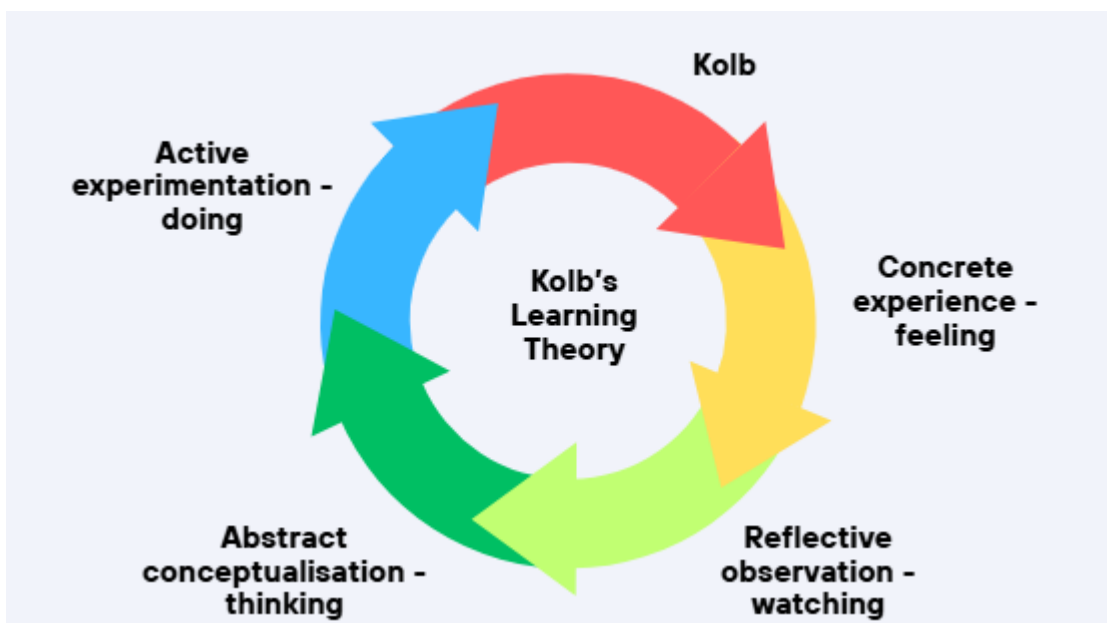 Kolb
Active
experimentation -
doing
Concrete
experience -
feeling
Kolb's
Learning
Theory
Abstract
conceptualisation -
thinking
Reflective
observation -
watching